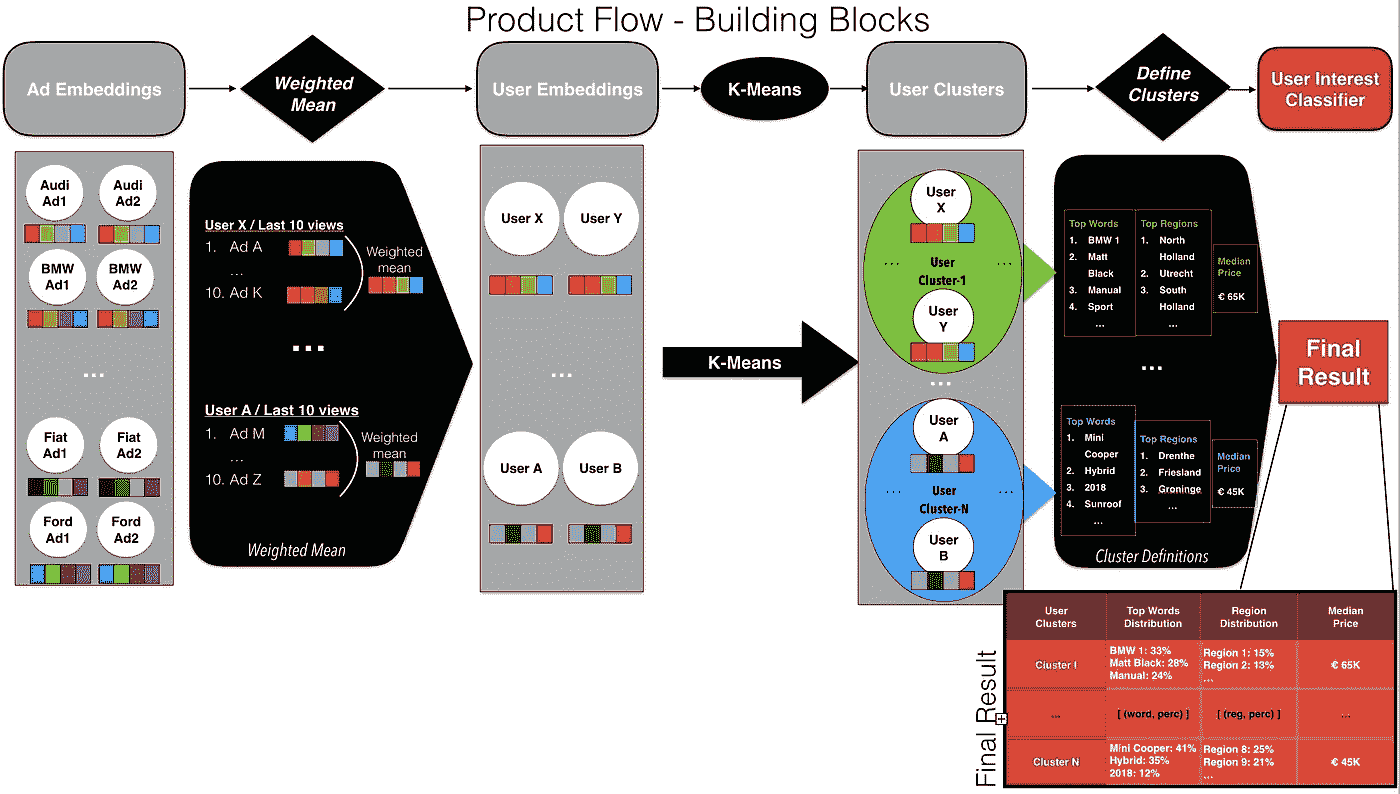 Product Flow - Building Blocks
Ad Embeddings
Weighted
Mean
User Embeddings
K-Means
User Clusters
Define
Clusters
User Interest
Classifier
Audi
Ad1
Audi
Ad2
BMW
Ad1
BMW
Ad2
...
Fiat
Ad1
Fiat
Ad2
Ford
Ad1
Ford
Ad2
User X / Last 10 views
1. Ad A
...
10. Ad K
Weighted
mean
...
User A / Last 10 views
1. Ad M
...
10. Ad Z
Weighted
mean
Weighted Mean
User X
User Y
...
User A
User B
K-Means
User
X
... User ...
Cluster-1
User
Y
...
User
A
... User ...
Cluster-N
User
B
Top Words
1. BMW 1
2. Matt
Black
3. Manual
4. Sport
...
Top Regions
1. North
Holland
2. Utrecht
3. South
Holland
...
Median
Price
€ 65K
...
Top Words
1. Mini
Cooper
2. Hybrid
3. 2018
4. Sunroof
...
Top Regions
1. Drenthe
2. Friesland
3. Groninge
...
Median
Price
€ 45K
Cluster Definitions
Final
Result
Final Result
User
Clusters
Top Words
Distribution
Region
Distribution
Median
Price
Cluster I
BMW 1: 33%
Matt Black: 28%
Manual: 24%
Region 1: 15%
Region 2: 13%
...
€ 65K
...
[ (word, perc) ]
[ (reg, perc) ]
...
Cluster N
Mini Cooper: 41%
Hybrid: 35%
2018: 12%
Region 8: 25%
Region 9: 21%
...
€ 45K